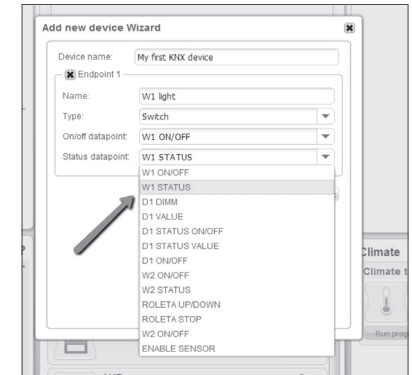 Add new device Wizard
Device name: My first KNX device
Endpoint 1
Name: W1 light
Type: Switch
On/off datapoint: W1 ON/OFF
Status datapoint: W1 STATUS
W1 ON/OFF
W1 STATUS
D1 DIMM
D1 VALUE
D1 STATUS ON/OFF
D1 STATUS VALUE
D1 ON/OFF
W2 ON/OFF
W2 STATUS
ROLETA UP/DOWN
ROLETA STOP
W2 ON/OFF
ENABLE SENSOR
Climate
Climate t
Run prog